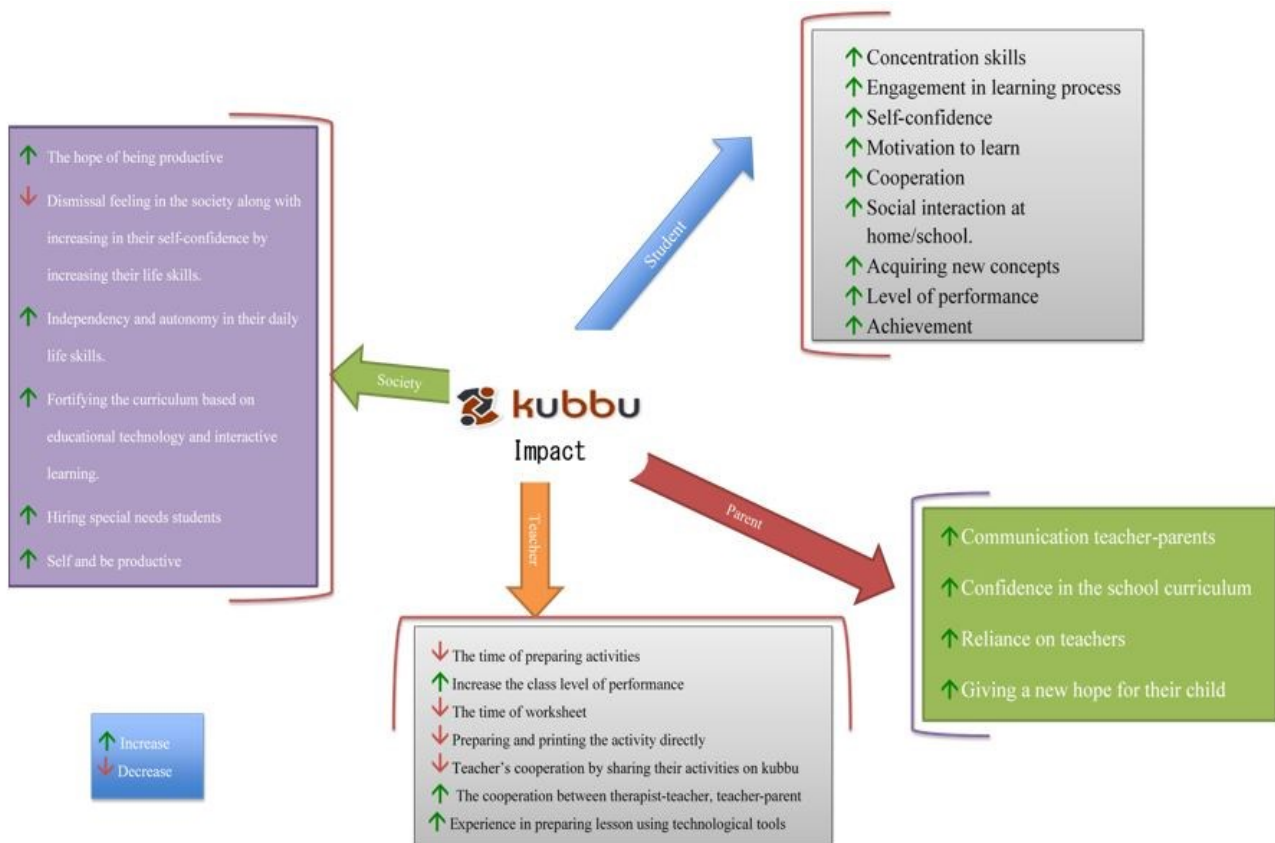 ↑ Concentration skills
↑ Engagement in learning process
↑ Self-confidence
↑ Motivation to learn
↑ Cooperation
↑ Social interaction at
home/school.
↑ Acquiring new concepts
↑ Level of performance
↑ Achievement
Student
↑ The hope of being productive
↓ Dismissal feeling in the society along with
increasing in their self-confidence by
increasing their life skills.
↑ Independency and autonomy in their daily
life skills.
↑ Fortifying the curriculum based on
educational technology and interactive
learning.
↑ Hiring special needs students
↑ Self and be productive
Society
kubbu
Impact
Teacher
Parent
↑ Communication teacher-parents
↑ Confidence in the school curriculum
↑ Reliance on teachers
↑ Giving a new hope for their child
↓ The time of preparing activities
↑ Increase the class level of performance
↓ The time of worksheet
↓ Preparing and printing the activity directly
↓ Teacher's cooperation by sharing their activities on kubbu
↑ The cooperation between therapist-teacher, teacher-parent
↑ Experience in preparing lesson using technological tools
↑ Increase
↓ Decrease